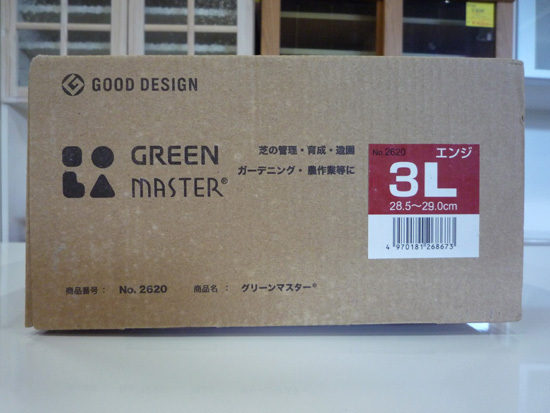 GOOD DESIGN
GREEN
MASTER®
芝の管理・育成・造園
ガーデニング・農作業等に
No.2620 エンジ
3L
28.5~29.0cm
4 970181 268673
商品番号: No. 2620 商品名: グリーンマスター®